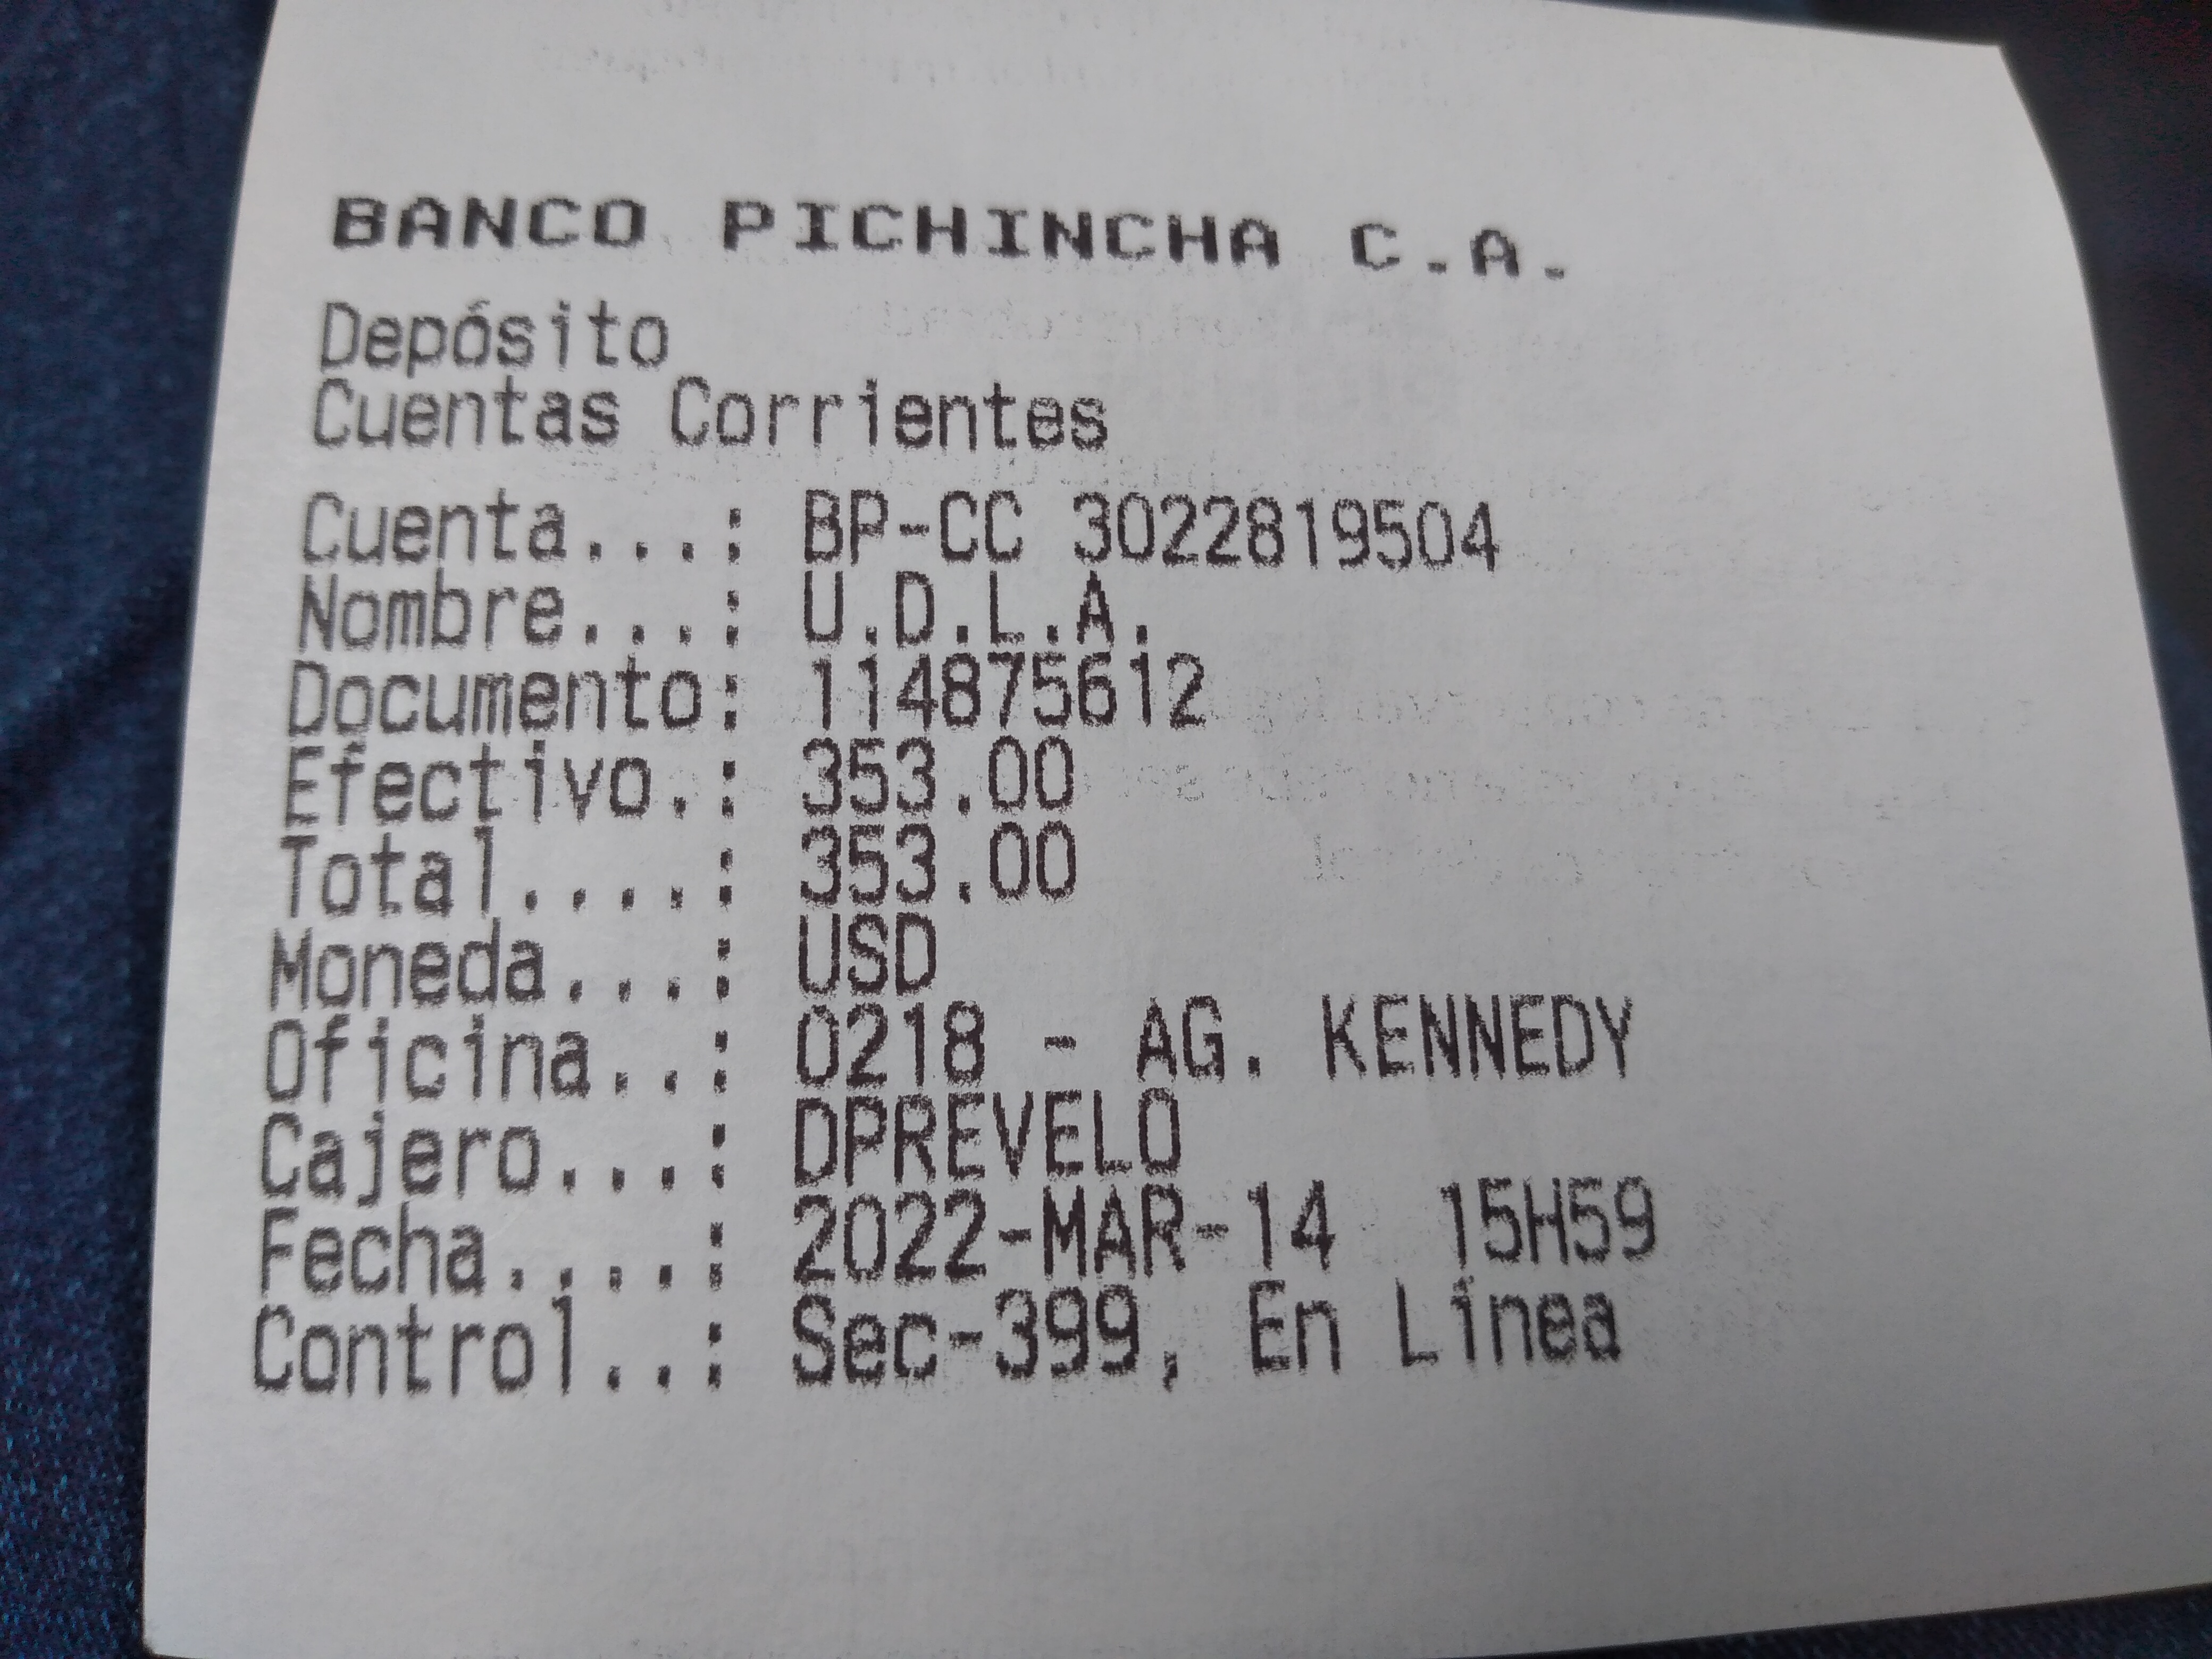 BANCO PICHINCHA C.A.
Depósito
Cuentas Corrientes
Cuenta...: BP-CC 3022819504
Nombre...: U.D.L.A.
Documento: 114875612
Efectivo.: 353.00
Total....: 353.00
Moneda...: USD
Oficina..: 0218 - AG. KENNEDY
Cajero...: DPREVELO
Fecha....: 2022-MAR-14 15H59
Control..: Sec-399, En Línea